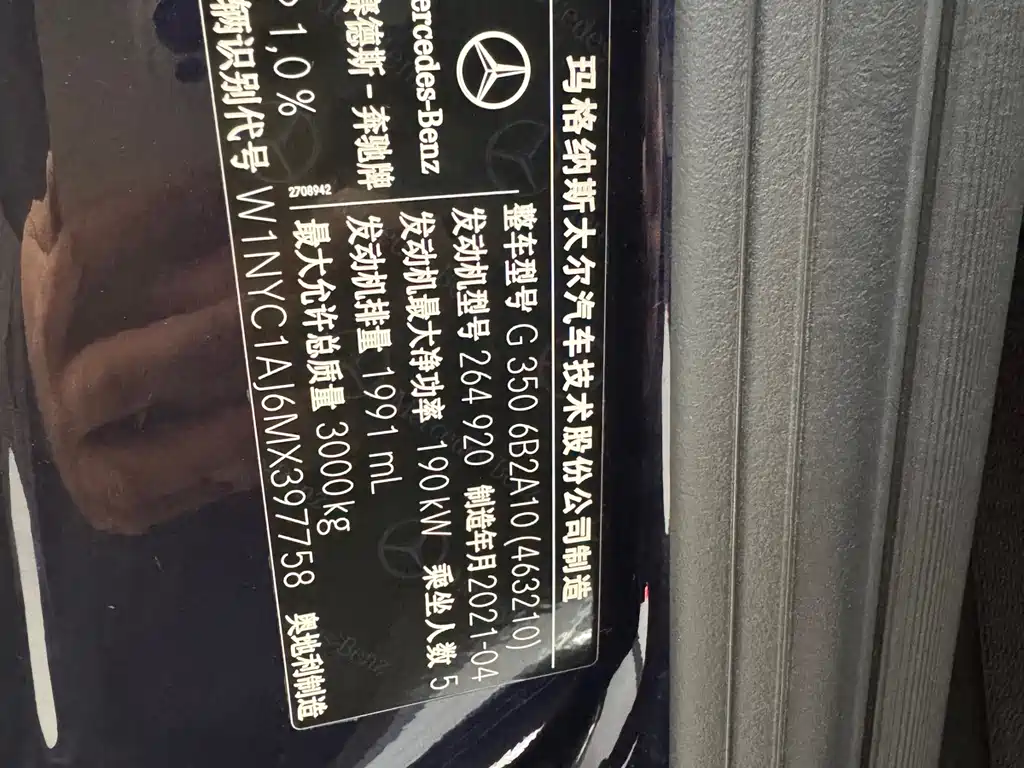 玛格纳斯太尔汽车技术股份公司制造
Mercedes-Benz
赛德斯-奔驰牌
整车型号 G 350 6B2A10(463210)
发动机型号 264 920 制造年月2021-04
发动机最大净功率 190 kW 乘坐人数 5
发动机排量 1991 mL
最大允许总质量 3000kg
2708942
P 1,0%
辆识别代号 W1NYC1AJ6MX397758 奥地利制造